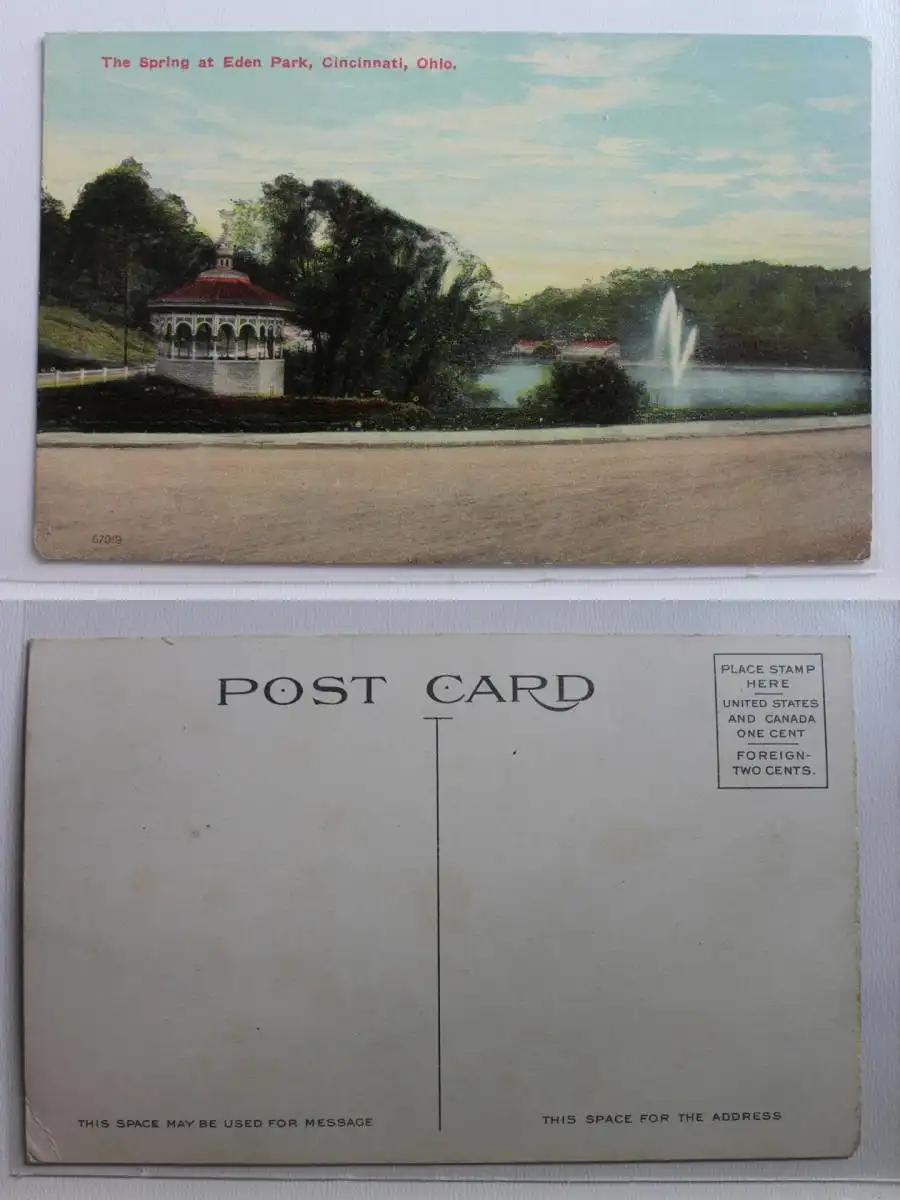 The Spring at Eden Park, Cincinnati, Ohio.
67019
POST CARD
PLACE STAMP
HERE
UNITED STATES
AND CANADA
ONE CENT
FOREIGN-
TWO CENTS.
THIS SPACE MAY BE USED FOR MESSAGE
THIS SPACE FOR THE ADDRESS